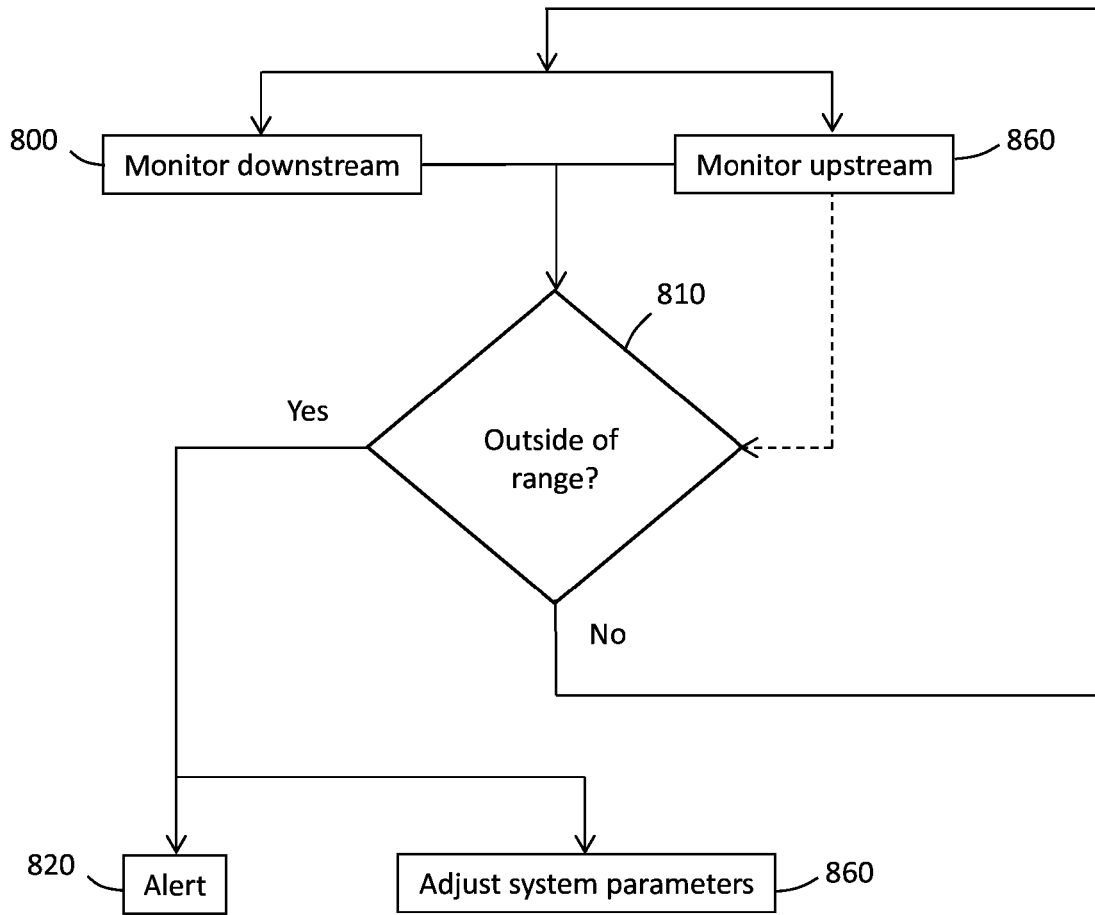 800
Monitor downstream
Monitor upstream
860
810
Yes
Outside of
range?
No
820
Alert
Adjust system parameters
860